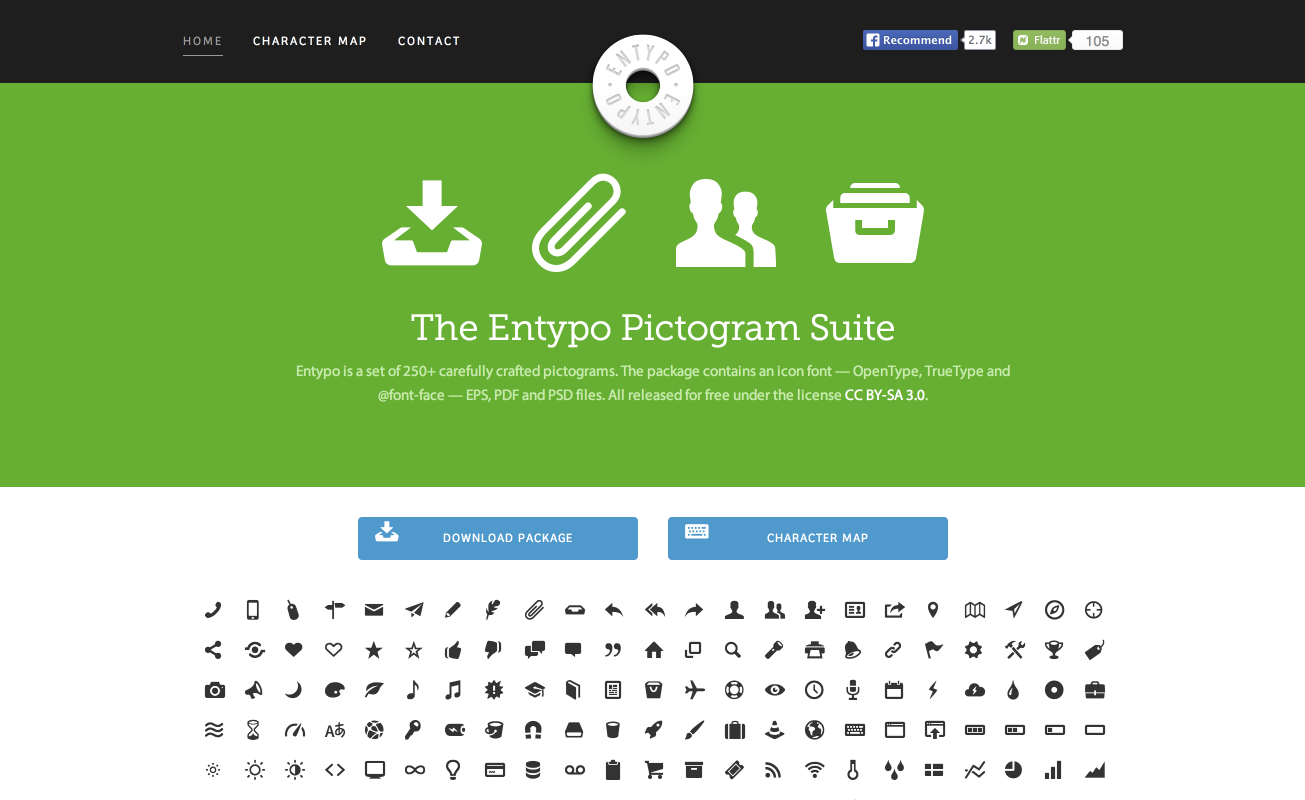 HOME CHARACTER MAP CONTACT
Recommend 2.7k Flattr 105
ENTYPO · ENTYPO ·
The Entypo Pictogram Suite
Entypo is a set of 250+ carefully crafted pictograms. The package contains an icon font — OpenType, TrueType and
@font-face — EPS, PDF and PSD files. All released for free under the license CC BY-SA 3.0.
DOWNLOAD PACKAGE CHARACTER MAP